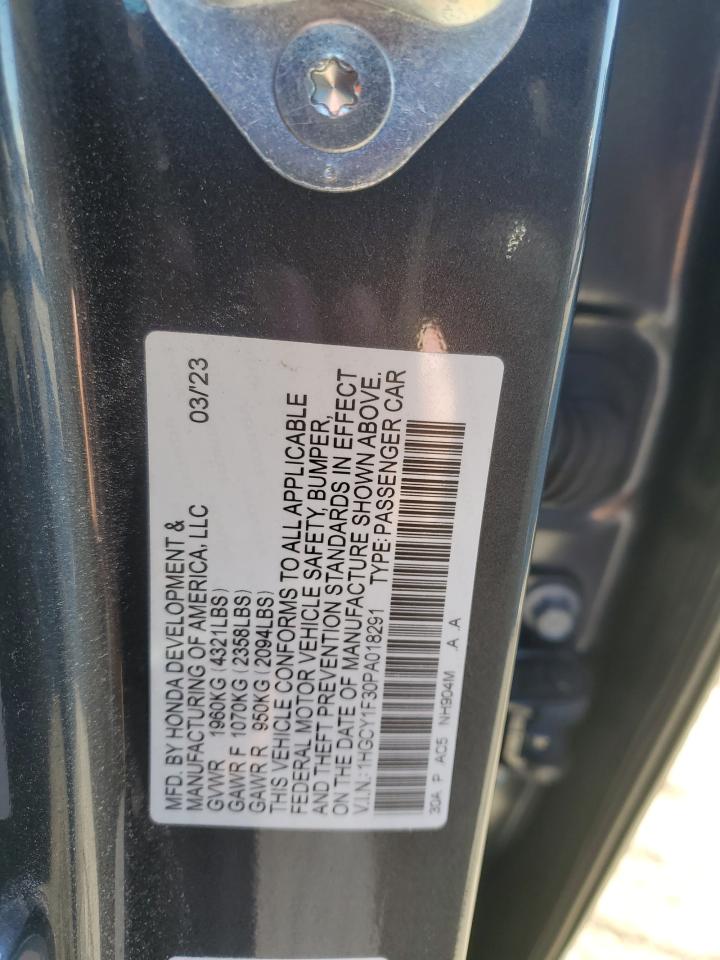 MFD. BY HONDA DEVELOPMENT &
MANUFACTURING OF AMERICA, LLC 03/'23
GVWR 1960KG (4321LBS)
GAWR F 1070KG (2358LBS)
GAWR R 950KG (2094LBS)
THIS VEHICLE CONFORMS TO ALL APPLICABLE
FEDERAL MOTOR VEHICLE SAFETY, BUMPER,
AND THEFT PREVENTION STANDARDS IN EFFECT
ON THE DATE OF MANUFACTURE SHOWN ABOVE.
V.I.N.: 1HGCY1F30PA018291 TYPE: PASSENGER CAR
30A P AC5 NH904M .A A